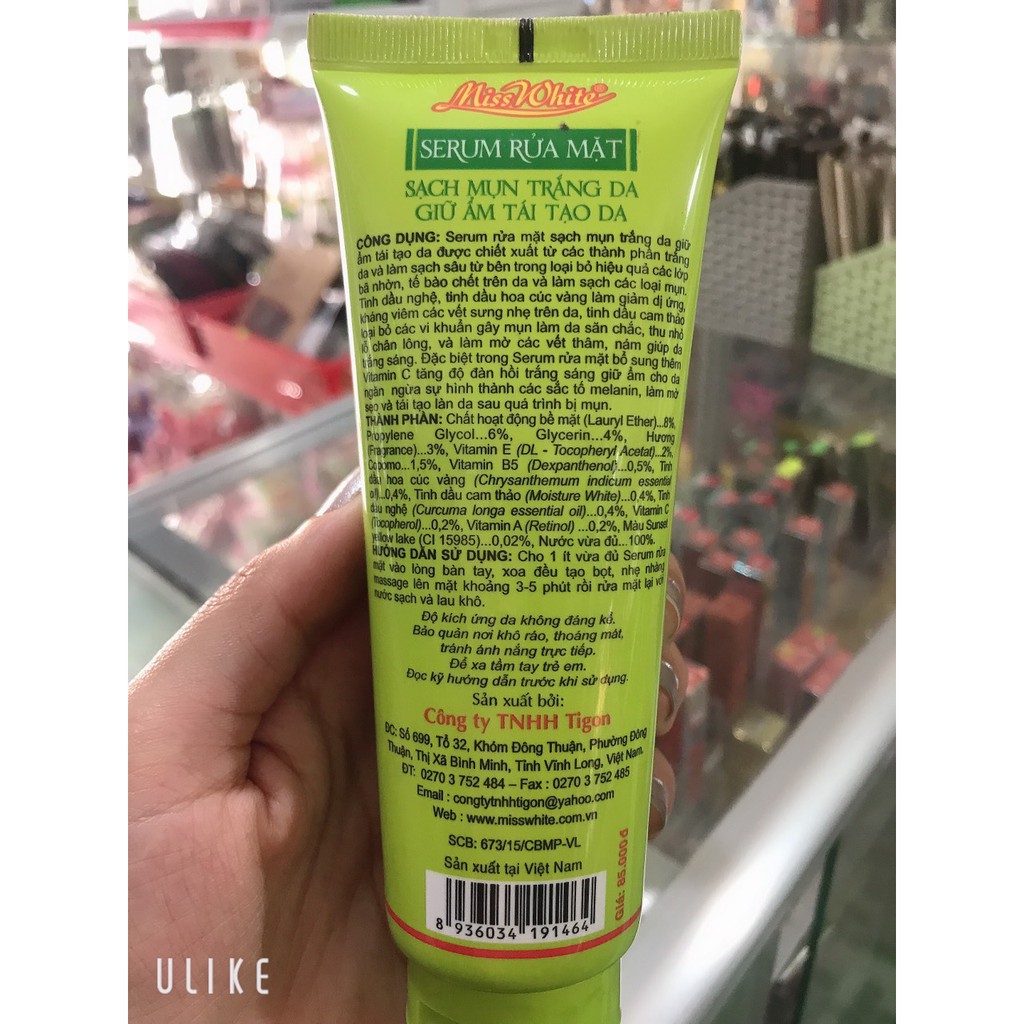 MissWhite®
SERUM RỬA MẶT
SẠCH MỤN TRẮNG DA
GIỮ ẨM TÁI TẠO DA
CÔNG DỤNG: Serum rửa mặt sạch mụn trắng da giữ
ẩm tái tạo da được chiết xuất từ các thành phần trắng
da và làm sạch sâu từ bên trong loại bỏ hiệu quả các lớp
bã nhờn, tế bào chết trên da và làm sạch các loại mụn.
Tinh dầu nghệ, tinh dầu hoa cúc vàng làm giảm dị ứng,
kháng viêm các vết sưng nhẹ trên da, tinh dầu cam thảo
loại bỏ các vi khuẩn gây mụn làm da săn chắc, thu nhỏ
lỗ chân lông, và làm mờ các vết thâm, nám giúp da
trắng sáng. Đặc biệt trong Serum rửa mặt bổ sung thêm
Vitamin C tăng độ đàn hồi trắng sáng giữ ẩm cho da
ngăn ngừa sự hình thành các sắc tố melanin, làm mờ
sẹo và tái tạo làn da sau quá trình bị mụn.
THÀNH PHẦN: Chất hoạt động bề mặt (Lauryl Ether)...8%,
Propylene Glycol...6%, Glycerin...4%, Hương
(Fragrance)...3%, Vitamin E (DL - Tocopheryl Acetat)...2%,
Copomo...1,5%, Vitamin B5 (Dexpanthenol)...0,5%, Tinh
dầu hoa cúc vàng (Chrysanthemum indicum essential
oil)...0,4%, Tinh dầu cam thảo (Moisture White)...0,4%, Tinh
dầu nghệ (Curcuma longa essential oil)...0,4%, Vitamin C
(Tocopherol)...0,2%, Vitamin A (Retinol) ...0,2%, Màu Sunset
yellow lake (CI 15985)...0,02%, Nước vừa đủ...100%.
HƯỚNG DẪN SỬ DỤNG: Cho 1 ít vừa đủ Serum rửa
mặt vào lòng bàn tay, xoa đều tạo bọt, nhẹ nhàng
massage lên mặt khoảng 3-5 phút rồi rửa mặt lại với
nước sạch và lau khô.
Độ kích ứng da không đáng kể.
Bảo quản nơi khô ráo, thoáng mát,
tránh ánh nắng trực tiếp.
Để xa tầm tay trẻ em.
Đọc kỹ hướng dẫn trước khi sử dụng.
Sản xuất bởi:
Công ty TNHH Tigon
ĐC: Số 699, Tổ 32, Khóm Đông Thuận, Phường Đông
Thuận, Thị Xã Bình Minh, Tỉnh Vĩnh Long, Việt Nam.
ĐT: 0270 3 752 484 – Fax : 0270 3 752 485
Email : congtytnhhtigon@yahoo.com
Web : www.misswhite.com.vn
SCB: 673/15/CBMP-VL
Sản xuất tại Việt Nam
Giá: 85.000đ
8 936034 191464
ULIKE